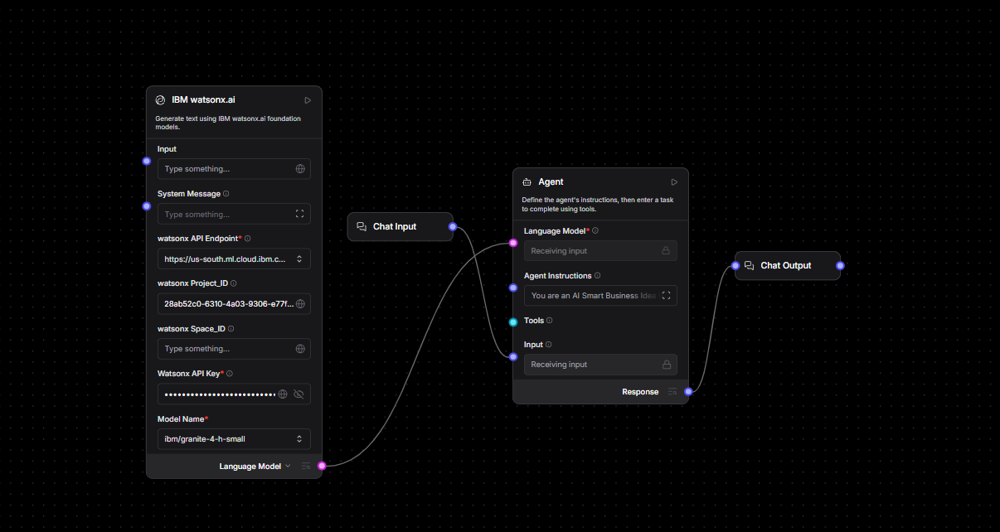 IBM watsonx.ai
Generate text using IBM watsonx.ai foundation
models.
Input
Type something...
System Message
Type something...
watsonx API Endpoint*
https://us-south.ml.cloud.ibm.c...
watsonx Project_ID
28ab52c0-6310-4a03-9306-e77f...
watsonx Space_ID
Type something...
Watsonx API Key*
••••••••••••••••••••••••••
Model Name*
ibm/granite-4-h-small
Language Model
Chat Input
Agent
Define the agent's instructions, then enter a task
to complete using tools.
Language Model*
Receiving input
Agent Instructions
You are an AI Smart Business Idea
Tools
Input
Receiving input
Response
Chat Output